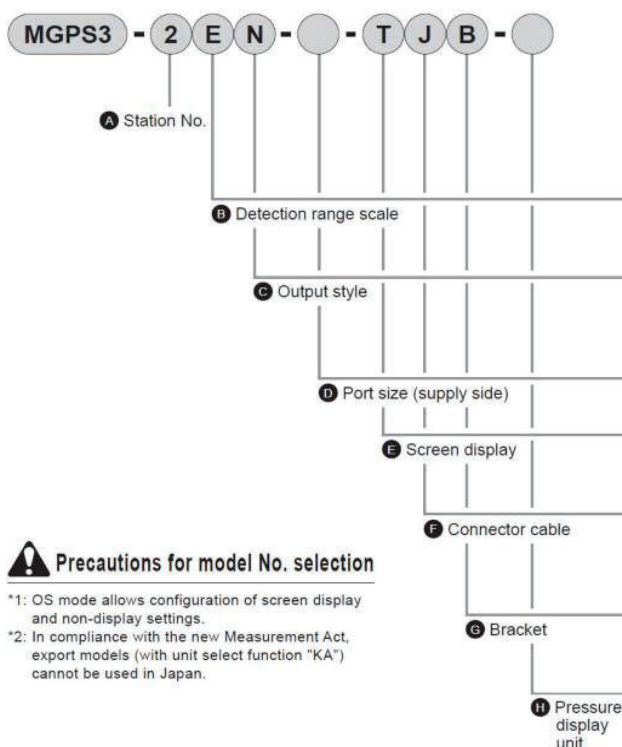 MGPS3 - 2 E N - - T J B -
A Station No.
B Detection range scale
C Output style
D Port size (supply side)
E Screen display
F Connector cable
Precautions for model No. selection
*1: OS mode allows configuration of screen display
and non-display settings.
*2: In compliance with the new Measurement Act,
export models (with unit select function "KA")
cannot be used in Japan.
G Bracket
H Pressure
display
unit